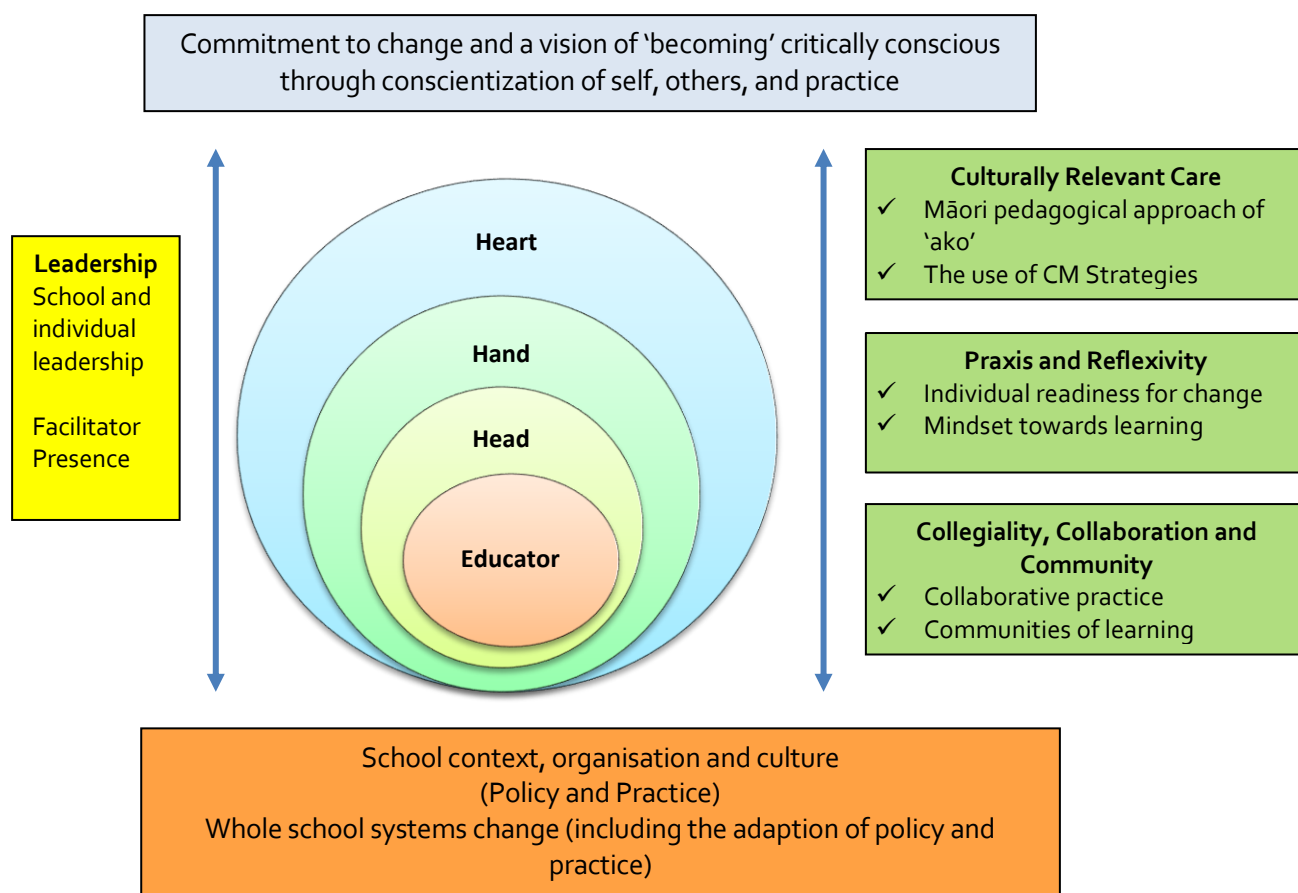 Commitment to change and a vision of ‘becoming’ critically conscious
through conscientization of self, others, and practice
Leadership
School and
individual
leadership
Facilitator
Presence
Heart
Hand
Head
Educator
Culturally Relevant Care
✓ Māori pedagogical approach of
‘ako’
✓ The use of CM Strategies
Praxis and Reflexivity
✓ Individual readiness for change
✓ Mindset towards learning
Collegiality, Collaboration and
Community
✓ Collaborative practice
✓ Communities of learning
School context, organisation and culture
(Policy and Practice)
Whole school systems change (including the adaption of policy and
practice)